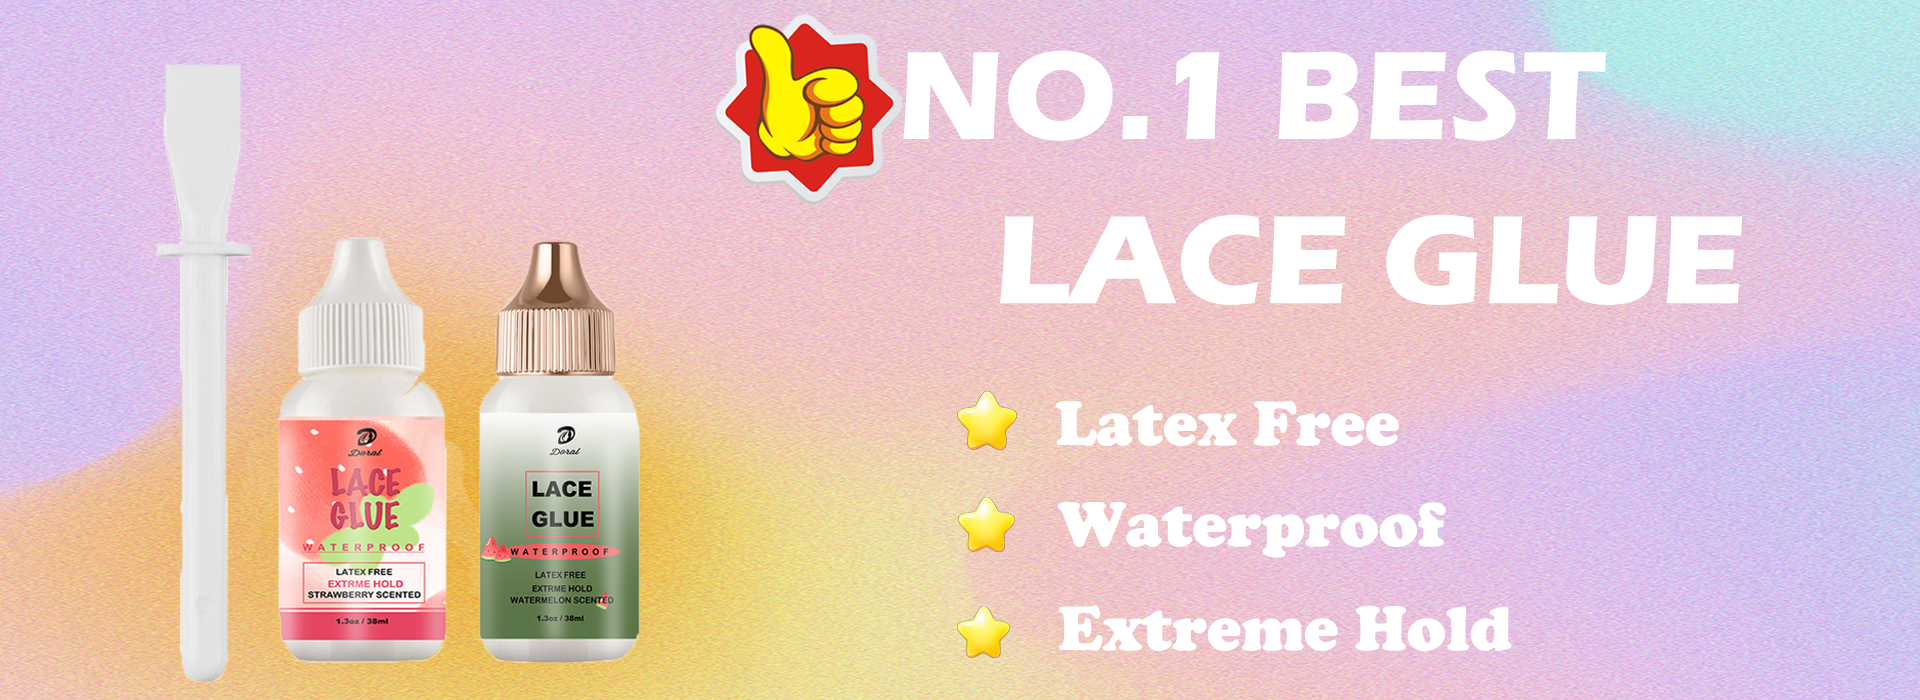 NO.1 BEST
LACE GLUE
Latex Free
Waterproof
Extreme Hold
Doral
LACE
GLUE
WATERPROOF
LATEX FREE
EXTRME HOLD
STRAWBERRY SCENTED
1.3oz / 38ml
Doral
LACE
GLUE
WATERPROOF
LATEX FREE
EXTRME HOLD
WATERMELON SCENTED
1.3oz / 38ml